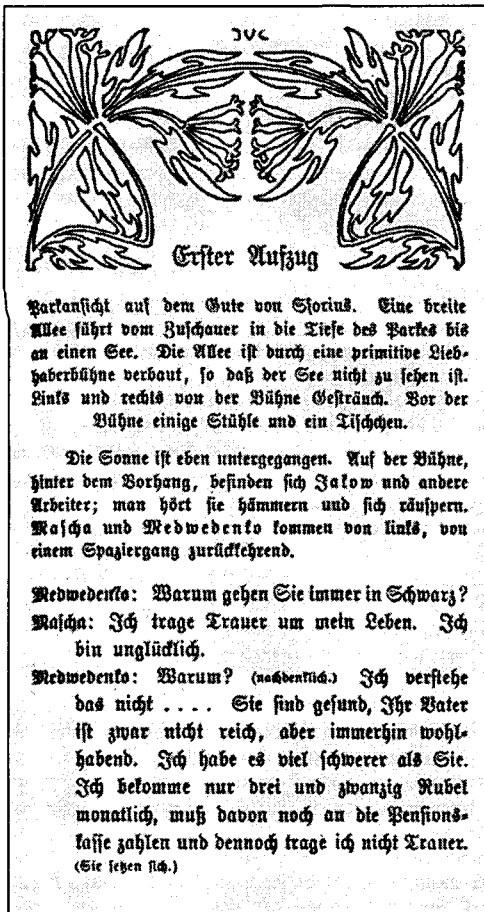 JVC
Erster Aufzug
Parkansicht auf dem Gute von Sjorins. Eine breite
Allee führt vom Zuschauer in die Tiefe des Parkes bis
an einen See. Die Allee ist durch eine primitive Lieb-
haberbühne verbaut, so daß der See nicht zu sehen ist.
Links und rechts von der Bühne Gesträuch. Vor der
Bühne einige Stühle und ein Tischchen.
Die Sonne ist eben untergegangen. Auf der Bühne,
hinter dem Vorhang, befinden sich Jakow und andere
Arbeiter; man hört sie hämmern und sich räuspern.
Mascha und Medwedenko kommen von links, von
einem Spaziergang zurückkehrend.
Medwedenko: Warum gehen Sie immer in Schwarz?
Mascha: Ich trage Trauer um mein Leben. Ich
bin unglücklich.
Medwedenko: Warum? (nachdenklich.) Ich verstehe
das nicht .... Sie sind gesund, Ihr Vater
ist zwar nicht reich, aber immerhin wohl-
habend. Ich habe es viel schwerer als Sie.
Ich bekomme nur drei und zwanzig Rubel
monatlich, muß davon noch an die Pensions-
kasse zahlen und dennoch trage ich nicht Trauer.
(Sie setzen sich.)